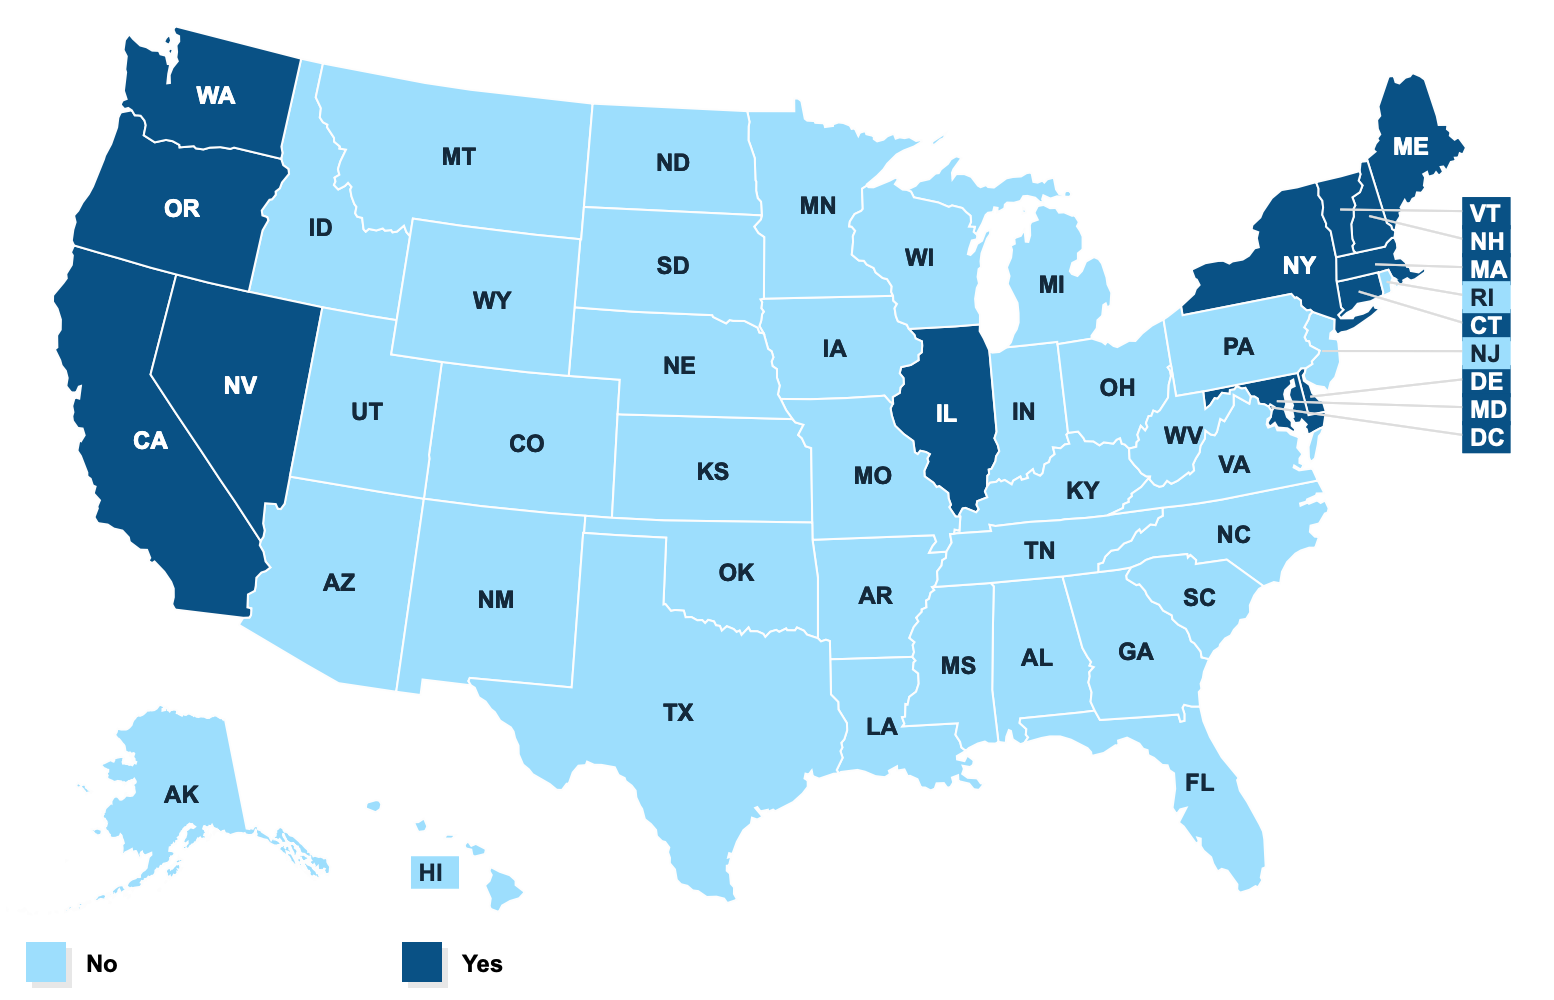 WA
ME
MT
ND
OR
MN
VT
ID
NH
SD
WI
NY
MA
MI
WY
RI
CT
IA
PA
NJ
NE
DE
NV
OH
UT
MD
IL
IN
CA
CO
WV
DC
KS
MO
VA
KY
NC
TN
OK
AZ
AR
NM
SC
GA
AL
MS
TX
LA
FL
AK
HI
No
Yes